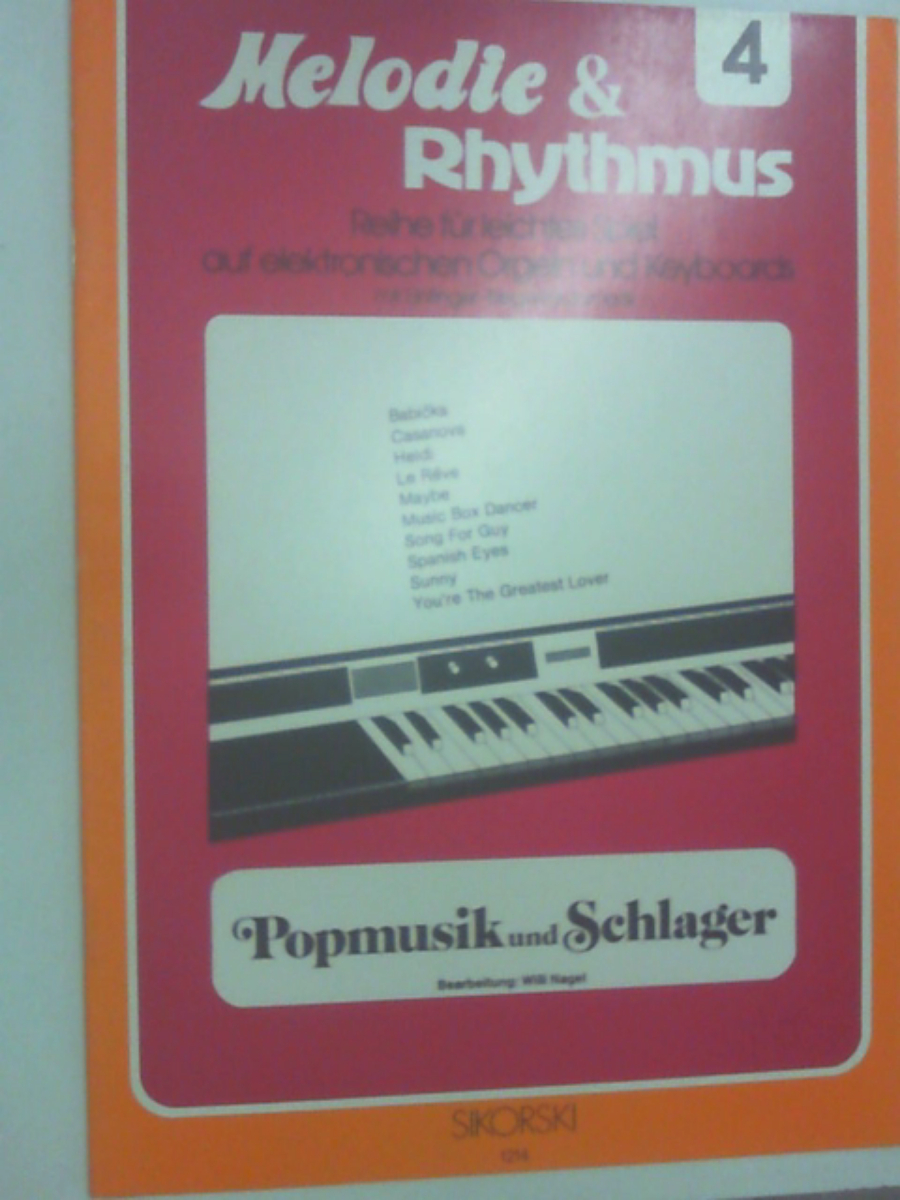 4
Melodie &
Rhythmus
Reihe für leichtes Spiel
auf elektronischen Orgeln und Keyboards
Babička
Casanova
Heidi
Le Rêve
Maybe
Music Box Dancer
Song For Guy
Spanish Eyes
Sunny
You're The Greatest Lover
Popmusik und Schlager
Bearbeitung: Willi Nagel
SIKORSKI